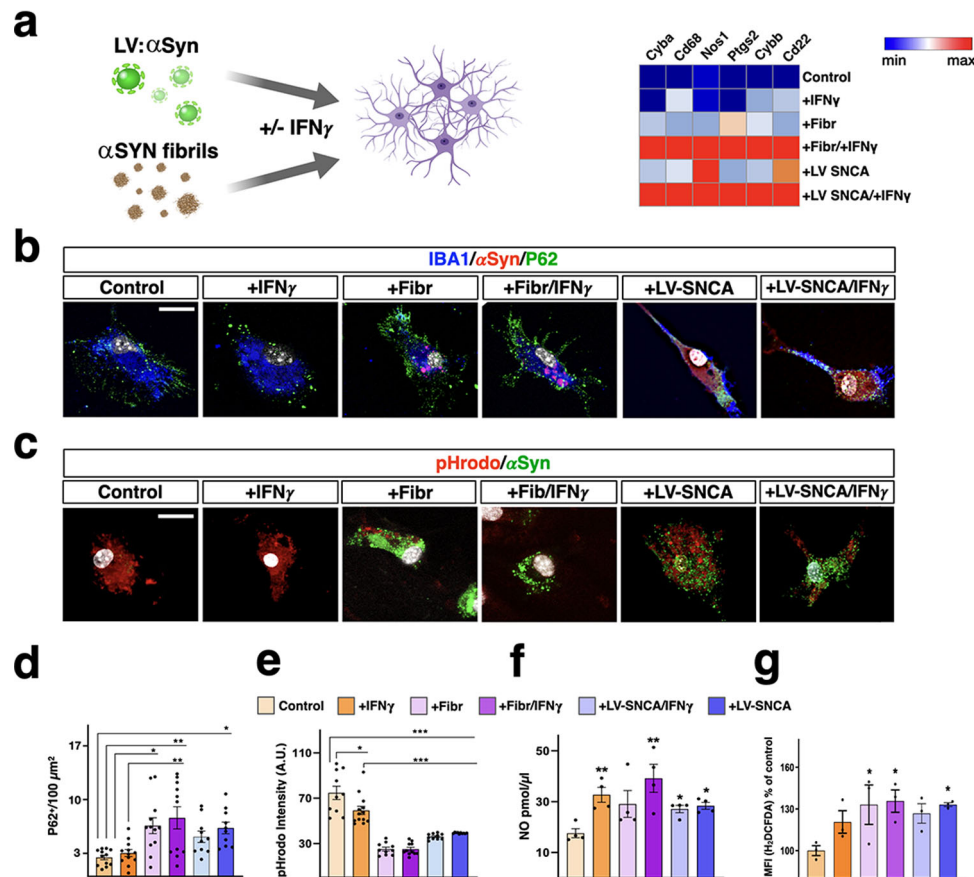 a
LV:αSyn
+/- IFNγ
αSYN fibrils
Cyba Cd68 Nos1 Ptgs2 Cybb Cd22
min max
Control
+IFNγ
+Fibr
+Fibr/+IFNγ
+LV SNCA
+LV SNCA/+IFNγ
b
IBA1/αSyn/P62
Control +IFNγ +Fibr +Fibr/IFNγ +LV-SNCA +LV-SNCA/IFNγ
c
pHrodo/αSyn
Control +IFNγ +Fibr +Fib/IFNγ +LV-SNCA +LV-SNCA/IFNγ
d e f g
Control +IFNγ +Fibr +Fibr/IFNγ +LV-SNCA/IFNγ +LV-SNCA
P62⁺/100 µm²
17
10
3
*
**
*
**
pHrodo Intensity (A.U.)
110
70
30
***
*
***
NO pmol/µl
50
30
10
** ** * *
MFI (H₂DCFDA) % of control
160
130
100
* * *